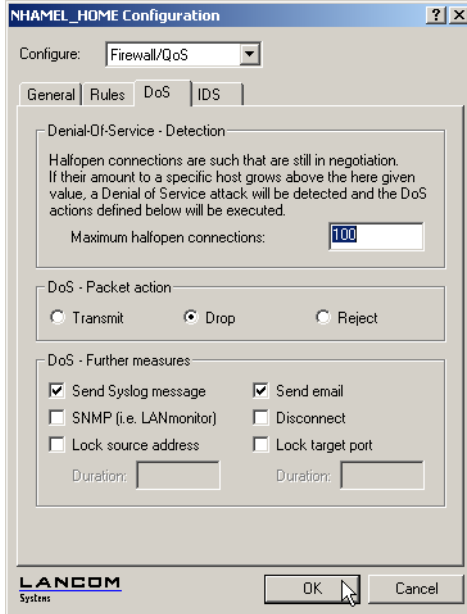 NHAMEL_HOME Configuration
Configure: Firewall/QoS
General Rules DoS IDS
Denial-Of-Service - Detection
Halfopen connections are such that are still in negotiation.
If their amount to a specific host grows above the here given
value, a Denial of Service attack will be detected and the DoS
actions defined below will be executed.
Maximum halfopen connections: 100
DoS - Packet action
Transmit Drop Reject
DoS - Further measures
Send Syslog message Send email
SNMP (i.e. LANmonitor) Disconnect
Lock source address Lock target port
Duration: Duration:
LANCOM
Systems
OK Cancel